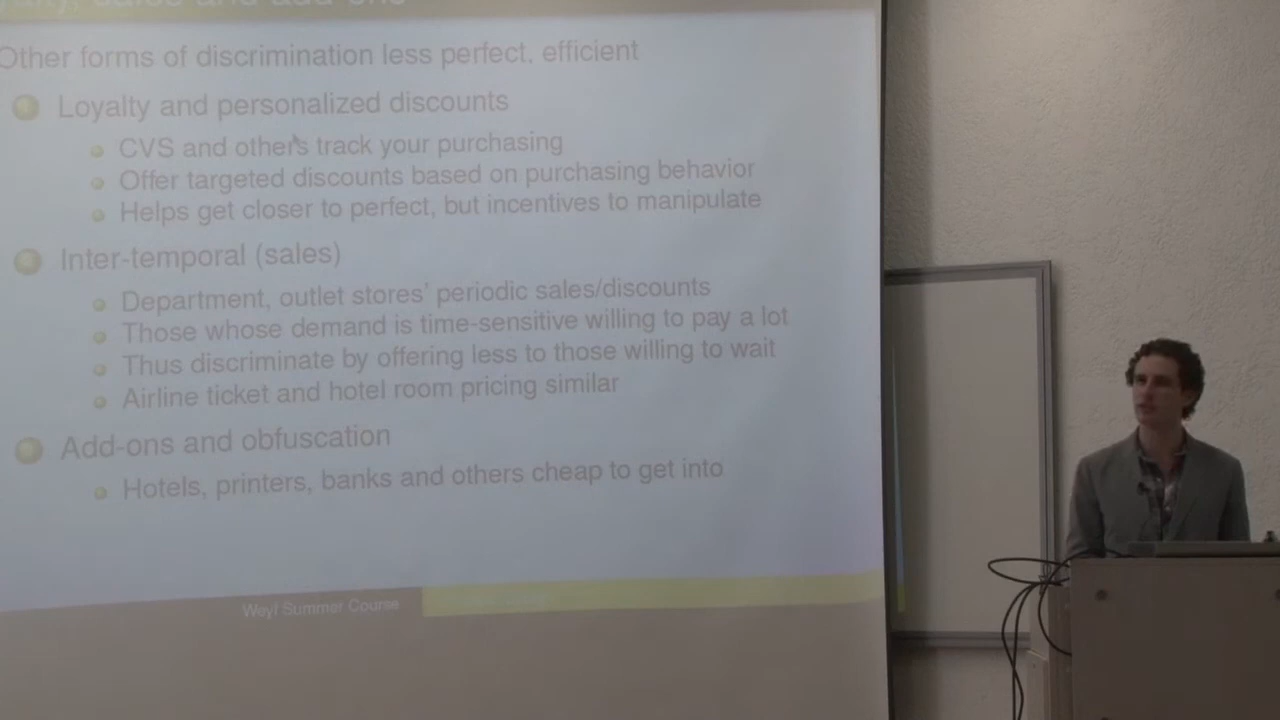 sales and add-ons
Other forms of discrimination less perfect, efficient
Loyalty and personalized discounts
CVS and others track your purchasing
Offer targeted discounts based on purchasing behavior
Helps get closer to perfect, but incentives to manipulate
Inter-temporal (sales)
Department, outlet stores' periodic sales/discounts
Those whose demand is time-sensitive willing to pay a lot
Thus discriminate by offering less to those willing to wait
Airline ticket and hotel room pricing similar
Add-ons and obfuscation
Hotels, printers, banks and others cheap to get into
Weyl Summer Course